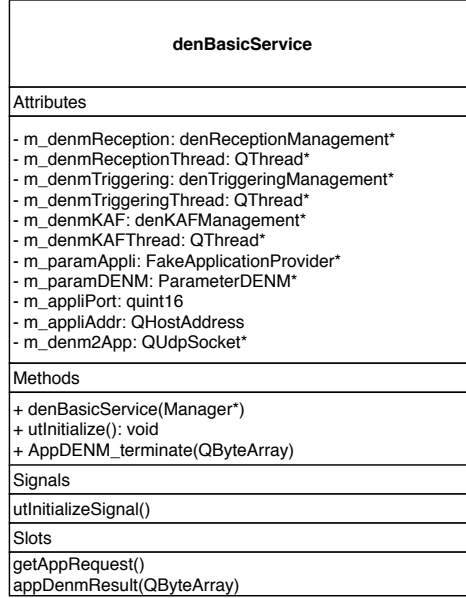 denBasicService
Attributes
- m_denmReception: denReceptionManagement*
- m_denmReceptionThread: QThread*
- m_denmTriggering: denTriggeringManagement*
- m_denmTriggeringThread: QThread*
- m_denmKAF: denKAFManagement*
- m_denmKAFThread: QThread*
- m_paramAppli: FakeApplicationProvider*
- m_paramDENM: ParameterDENM*
- m_appliPort: quint16
- m_appliAddr: QHostAddress
- m_denm2App: QUdpSocket*
Methods
+ denBasicService(Manager*)
+ utInitialize(): void
+ AppDENM_terminate(QByteArray)
Signals
utInitializeSignal()
Slots
getAppRequest()
appDenmResult(QByteArray)